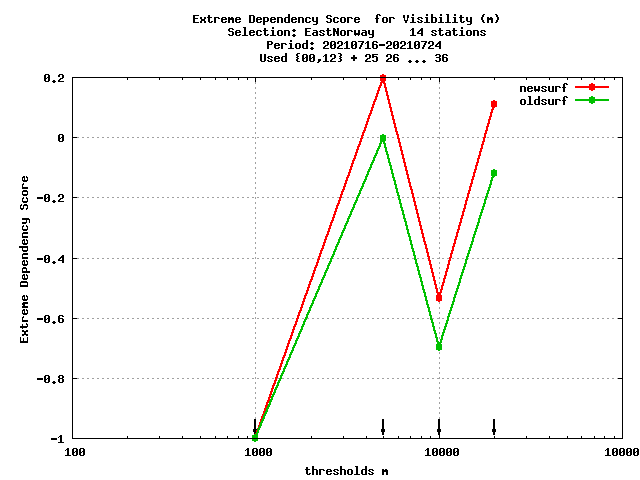 Extreme Dependency Score  for Visibility (m)
Selection: EastNorway     14 stations
Period: 20210716-20210724
Used {00,12} + 25 26 ... 36
newsurf
oldsurf
0.2
0
-0.2
-0.4
-0.6
-0.8
-1
Extreme Dependency Score
100
1000
10000
10000
thresholds m